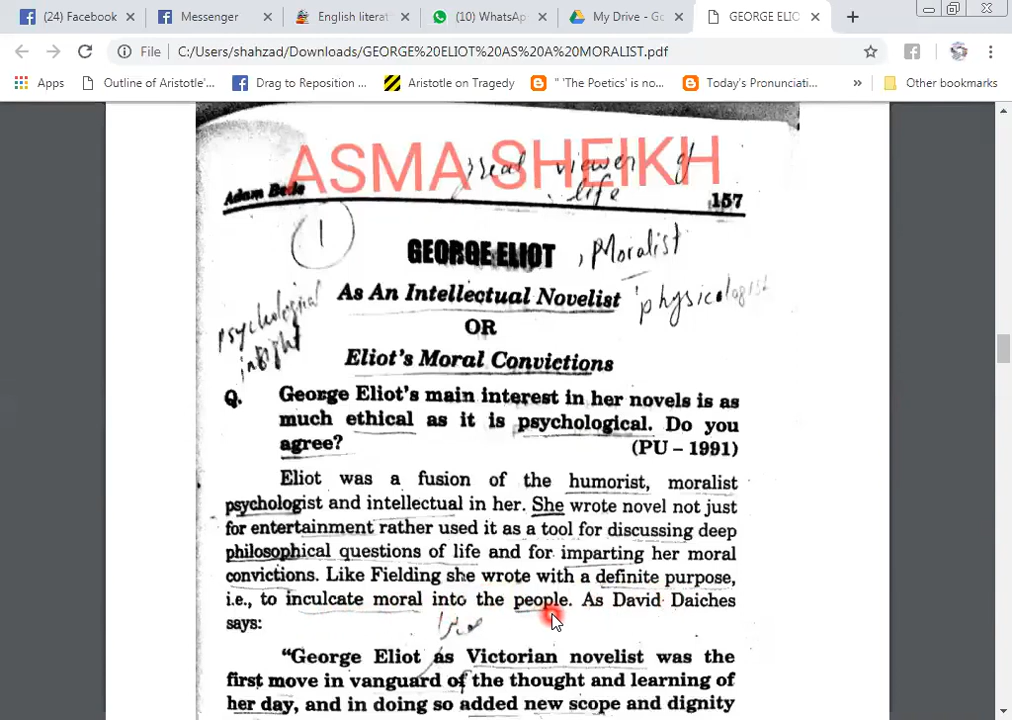 (24) Facebook
Messenger
English literat
(10) WhatsAp
My Drive - Go
GEORGE ELIO
File C:/Users/shahzad/Downloads/GEORGE%20ELIOT%20AS%20A%20MORALIST.pdf
Apps
Outline of Aristotle'...
Drag to Reposition ...
Aristotle on Tragedy
" 'The Poetics' is no...
Today's Pronunciati...
»
Other bookmarks
ASMA SHEIKH
viewer of
life
Adam Bede
157
1
GEORGE ELIOT , Moralist
As An Intellectual Novelist
psychological
insight
OR
Eliot's Moral Convictions
Q. George Eliot's main interest in her novels is as
much ethical as it is psychological. Do you
agree? (PU – 1991)
Eliot was a fusion of the humorist, moralist
psychologist and intellectual in her. She wrote novel not just
for entertainment rather used it as a tool for discussing deep
philosophical questions of life and for imparting her moral
convictions. Like Fielding she wrote with a definite purpose,
i.e., to inculcate moral into the people. As David Daiches
says:
"George Eliot as Victorian novelist was the
first move in vanguard of the thought and learning of
her day, and in doing so added new scope and dignity